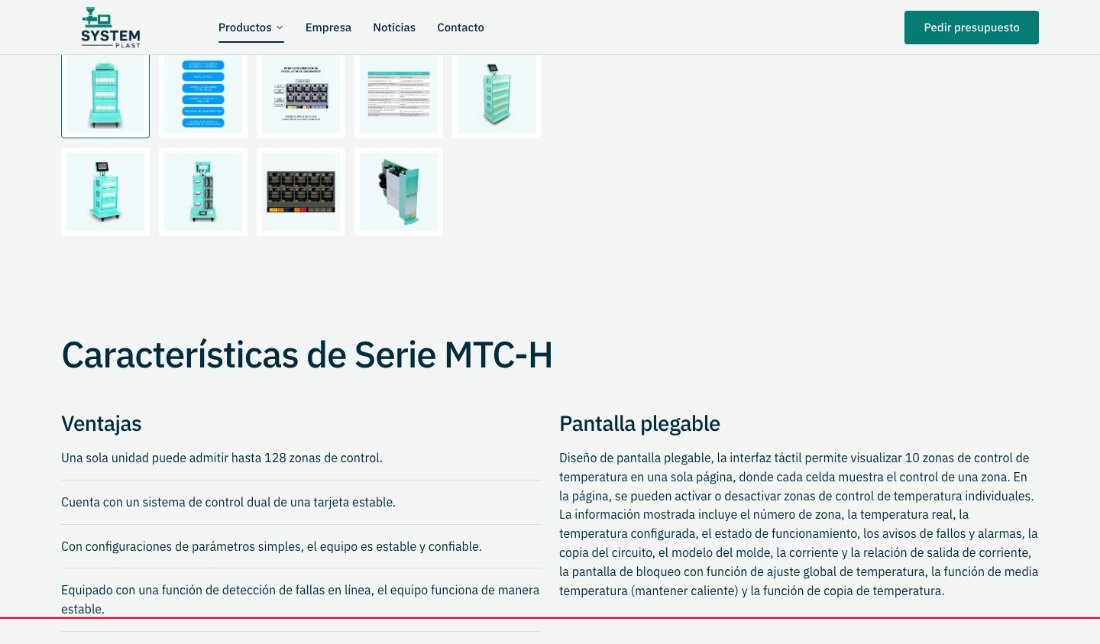 SYSTEM
PLAST
Productos
Empresa
Noticias
Contacto
Pedir presupuesto
Características de Serie MTC-H
Ventajas
Una sola unidad puede admitir hasta 128 zonas de control.
Cuenta con un sistema de control dual de una tarjeta estable.
Con configuraciones de parámetros simples, el equipo es estable y confiable.
Equipado con una función de detección de fallas en línea, el equipo funciona de manera
estable.
Pantalla plegable
Diseño de pantalla plegable, la interfaz táctil permite visualizar 10 zonas de control de
temperatura en una sola página, donde cada celda muestra el control de una zona. En
la página, se pueden activar o desactivar zonas de control de temperatura individuales.
La información mostrada incluye el número de zona, la temperatura real, la
temperatura configurada, el estado de funcionamiento, los avisos de fallos y alarmas, la
copia del circuito, el modelo del molde, la corriente y la relación de salida de corriente,
la pantalla de bloqueo con función de ajuste global de temperatura, la función de media
temperatura (mantener caliente) y la función de copia de temperatura.